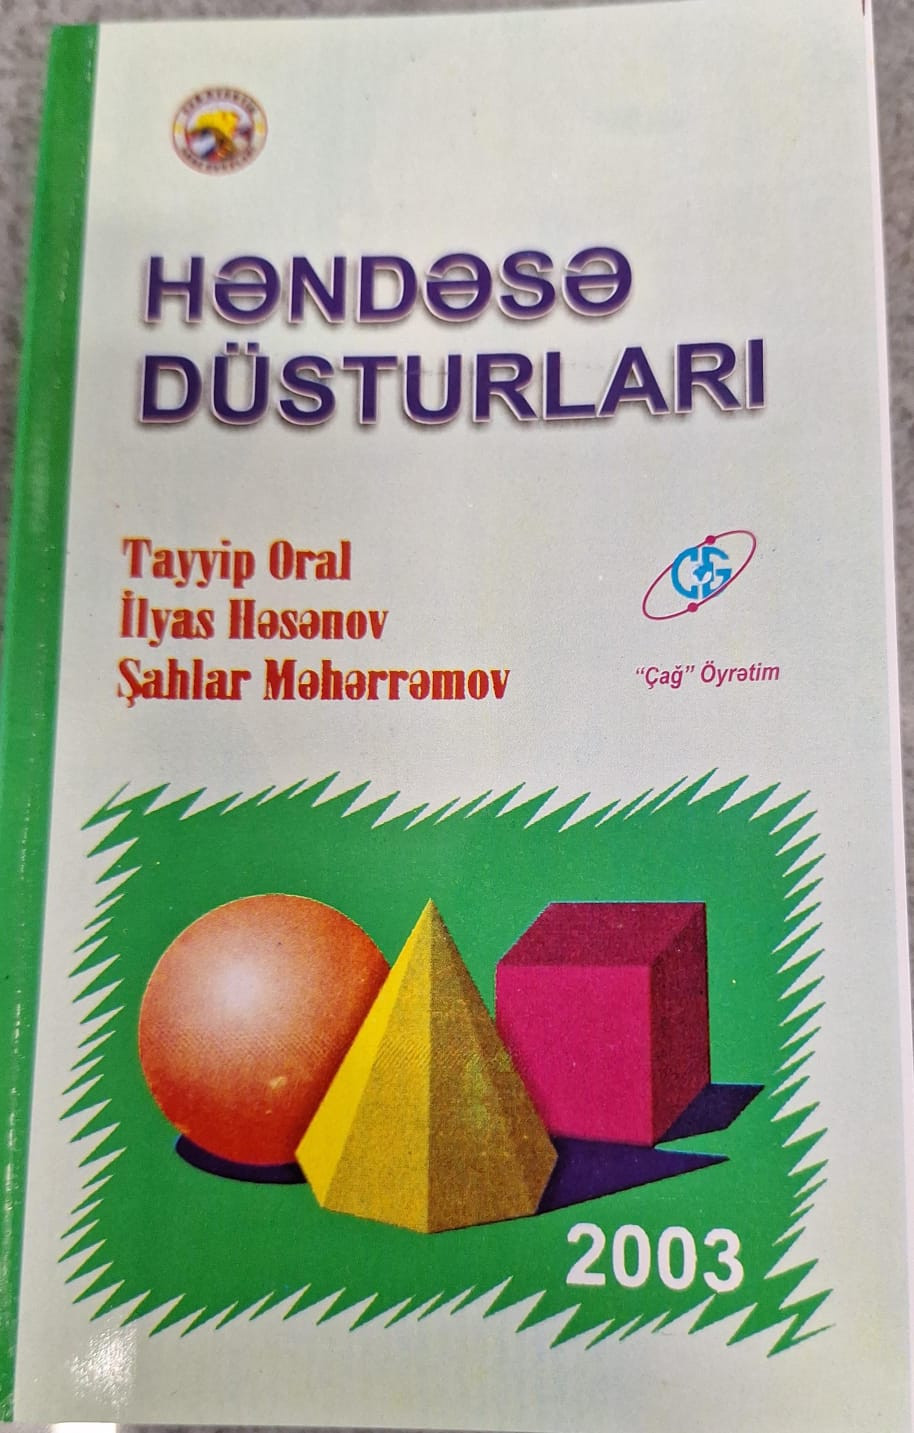 HƏNDƏSƏ
DÜSTURLARI
Tayyip Oral
İlyas Həsənov
Şahlar Məhərrəmov
"Çağ" Öyrətim
2003